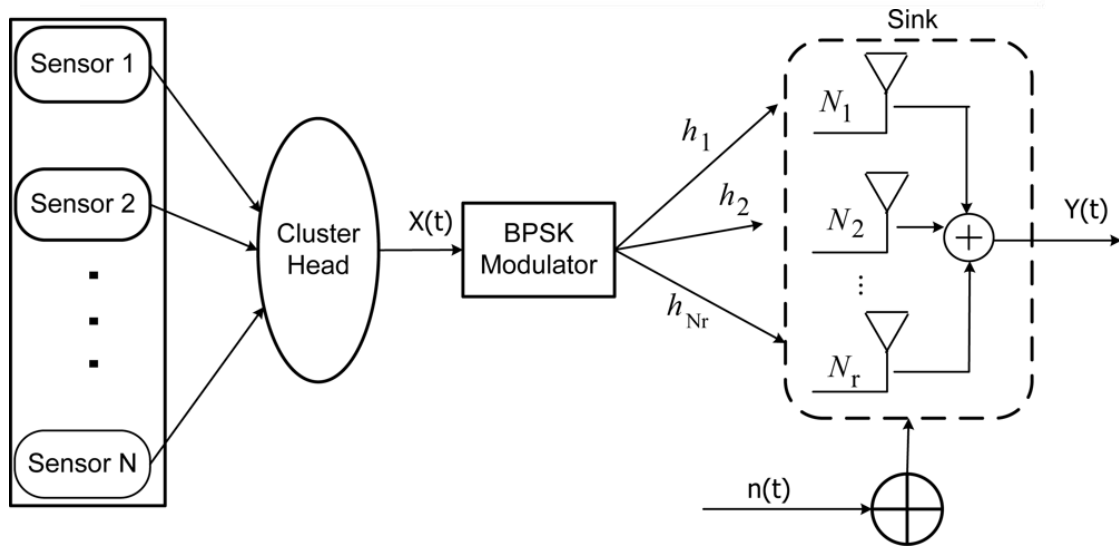 Sink
Sensor 1
Sensor 2
Sensor N
Cluster
Head
X(t)
BPSK
Modulator
h1
h2
hNr
N1
N2
...
Nr
+
Y(t)
n(t)